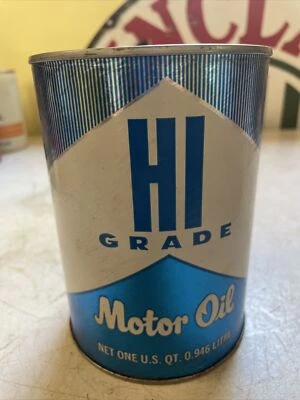 HI
GRADE
Motor Oil
NET ONE U.S. QT. 0.946 LITRE